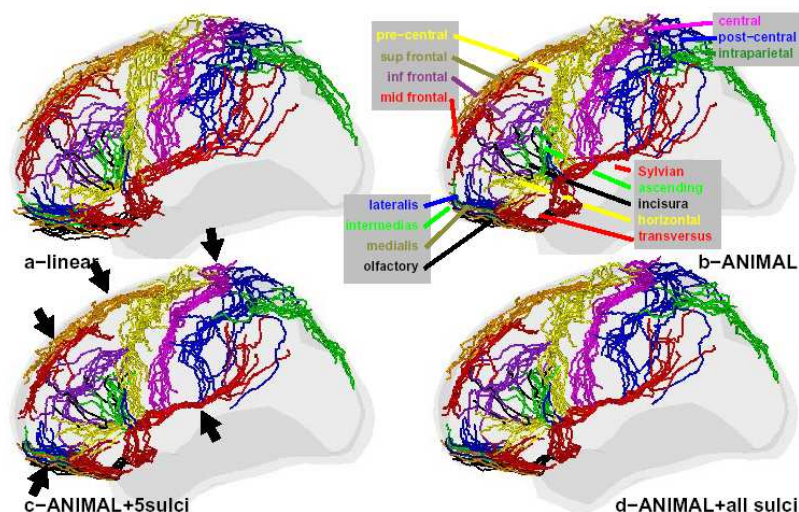 pre-central
sup frontal
inf frontal
mid frontal
central
post-central
intraparietal
lateralis
intermedias
medialis
olfactory
Sylvian
ascending
incisura
horizontal
transversus
a-linear
b-ANIMAL
c-ANIMAL+5sulci
d-ANIMAL+all sulci